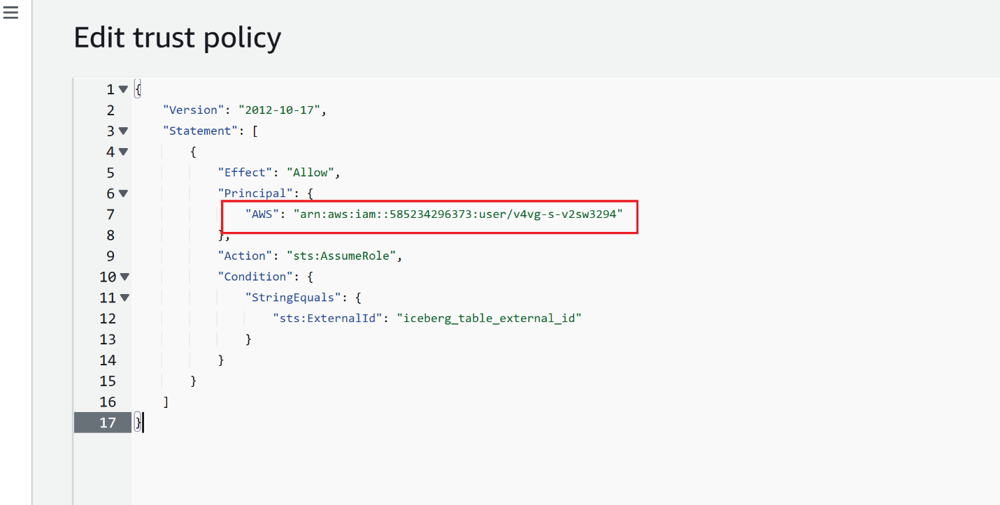 Edit trust policy
1 {
2 "Version": "2012-10-17",
3 "Statement": [
4 {
5 "Effect": "Allow",
6 "Principal": {
7 "AWS": "arn:aws:iam::585234296373:user/v4vg-s-v2sw3294"
8 },
9 "Action": "sts:AssumeRole",
10 "Condition": {
11 "StringEquals": {
12 "sts:ExternalId": "iceberg_table_external_id"
13 }
14 }
15 }
16 ]
17 }